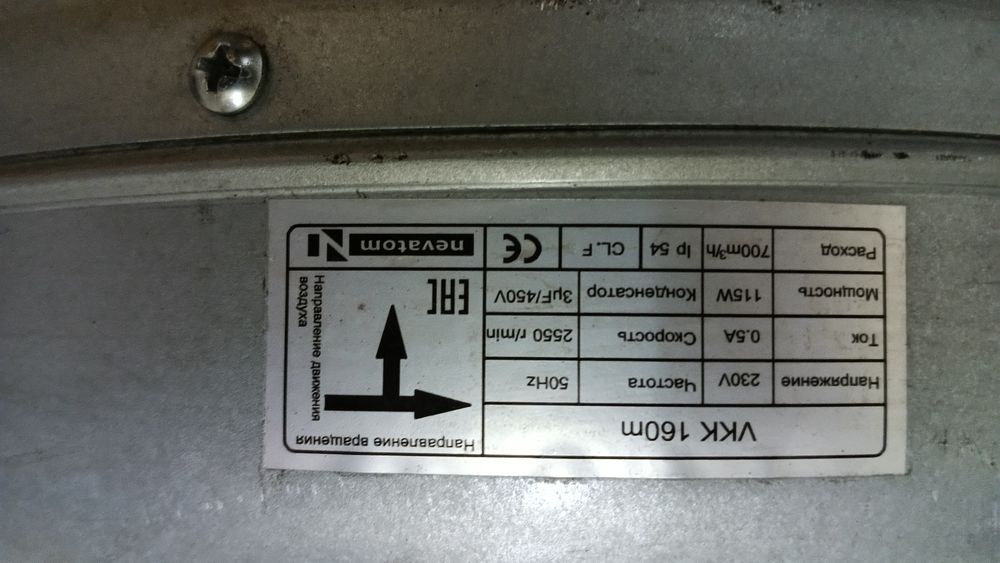 VKK 160m
Напряжение 230V Частота 50Hz
Ток 0.5A Скорость 2550 r/min
Мощность 115W Конденсатор 3µF/450V
Расход 700m³/h Ip 54 CL. F CE
Направление вращения
Направление движения
воздуха
EAC
nevatom